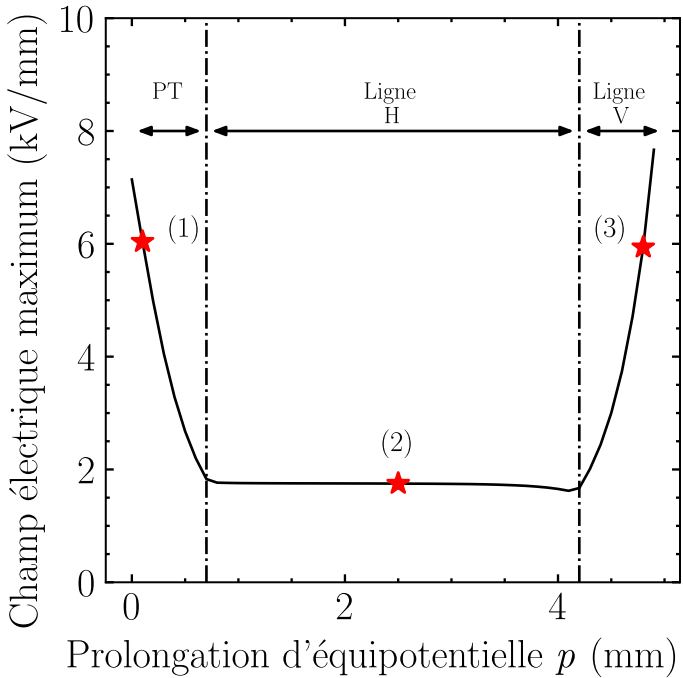 Champ électrique maximum (kV/mm)
10
8
6
4
2
0
PT
Ligne
H
Ligne
V
(1)
(2)
(3)
0
2
4
Prolongation d'équipotentielle p (mm)